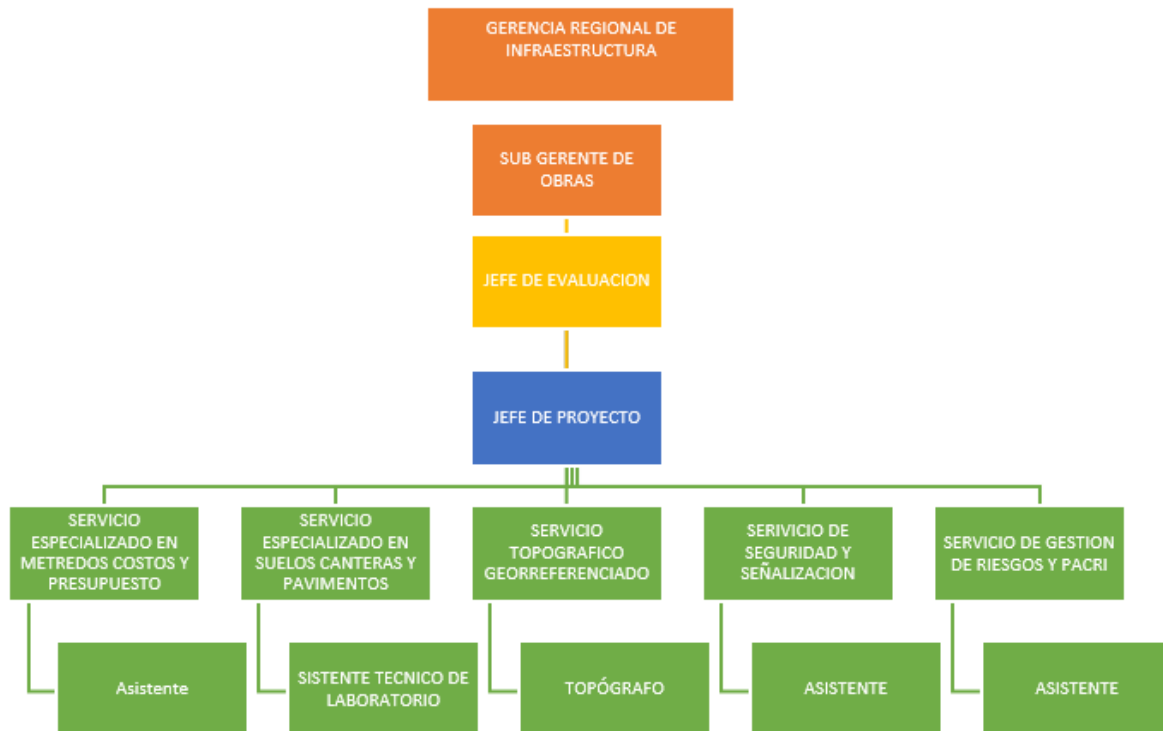 GERENCIA REGIONAL DE
INFRAESTRUCTURA
SUB GERENTE DE
OBRAS
JEFE DE EVALUACION
JEFE DE PROYECTO
SERVICIO
ESPECIALIZADO EN
METREDOS COSTOS Y
PRESUPUESTO
SERVICIO
ESPECIALIZADO EN
SUELOS CANTERAS Y
PAVIMENTOS
SERVICIO
TOPOGRAFICO
GEORREFERENCIADO
SERIVICIO DE
SEGURIDAD Y
SEÑALIZACION
SERVICIO DE GESTION
DE RIESGOS Y PACRI
Asistente
SISTENTE TECNICO DE
LABORATORIO
TOPÓGRAFO
ASISTENTE
ASISTENTE